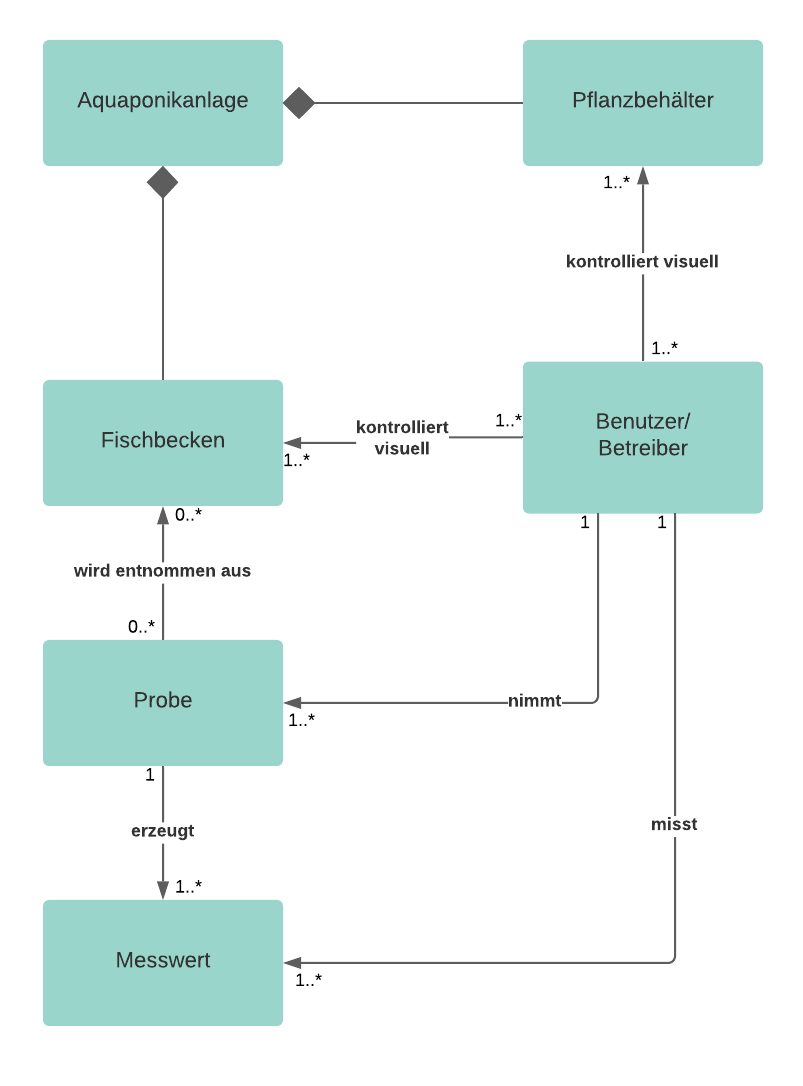 Aquaponikanlage
Pflanzbehälter
1..*
kontrolliert visuell
1..*
Fischbecken
1..*
kontrolliert
visuell
1..*
Benutzer/
Betreiber
0..*
wird entnommen aus
0..*
1
1
Probe
1..*
nimmt
1
erzeugt
1..*
misst
Messwert
1..*